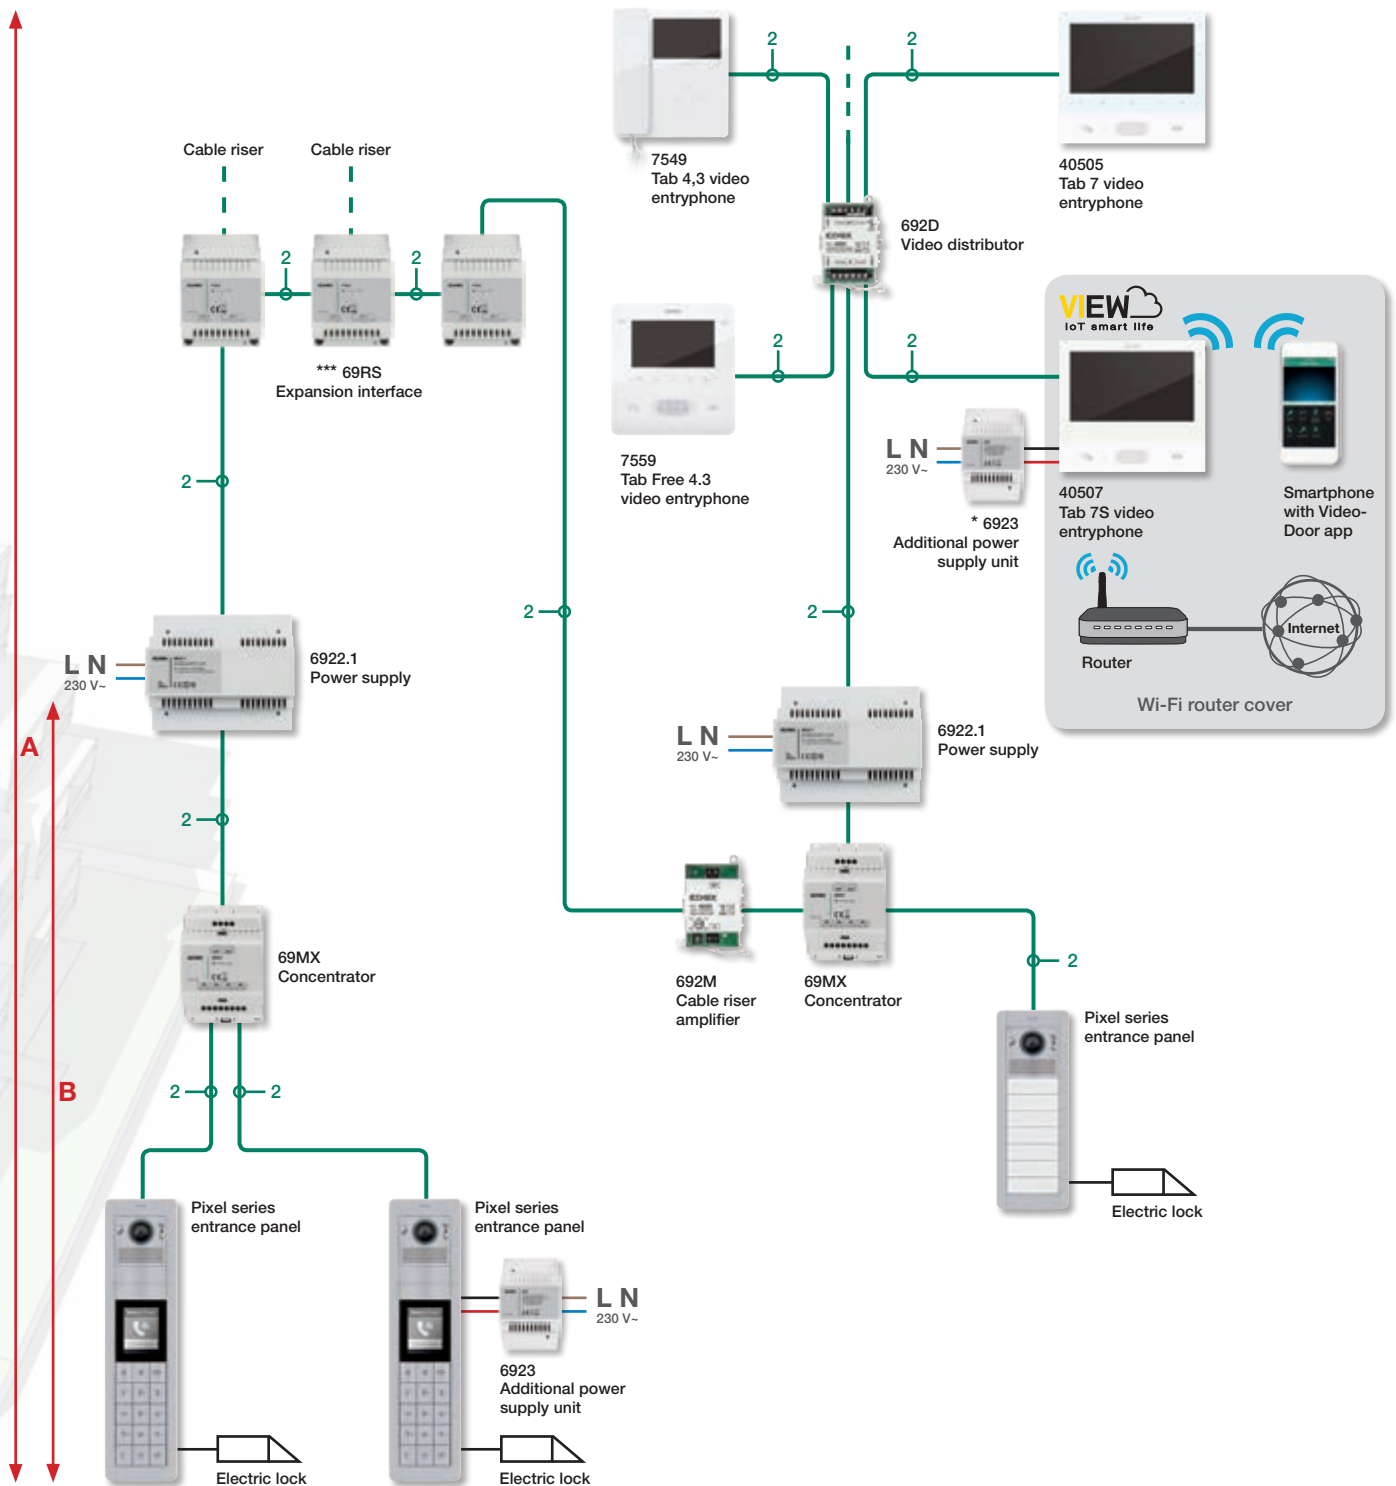 2
2
7549
Tab 4,3 video
entryphone
40505
Tab 7 video
entryphone
Cable riser
Cable riser
692D
Video distributor
2
2
*** 69RS
Expansion interface
2
2
VIEW
IoT smart life
L N
230 V~
7559
Tab Free 4.3
video entryphone
* 6923
Additional power
supply unit
40507
Tab 7S video
entryphone
Smartphone
with Video-
Door app
2
2
2
Router
Internet
Wi-Fi router cover
L N
230 V~
6922.1
Power supply
L N
230 V~
6922.1
Power supply
A
2
69MX
Concentrator
692M
Cable riser
amplifier
69MX
Concentrator
2
Pixel series
entrance panel
B
2
2
Electric lock
Pixel series
entrance panel
Pixel series
entrance panel
L N
230 V~
6923
Additional power
supply unit
Electric lock
Electric lock